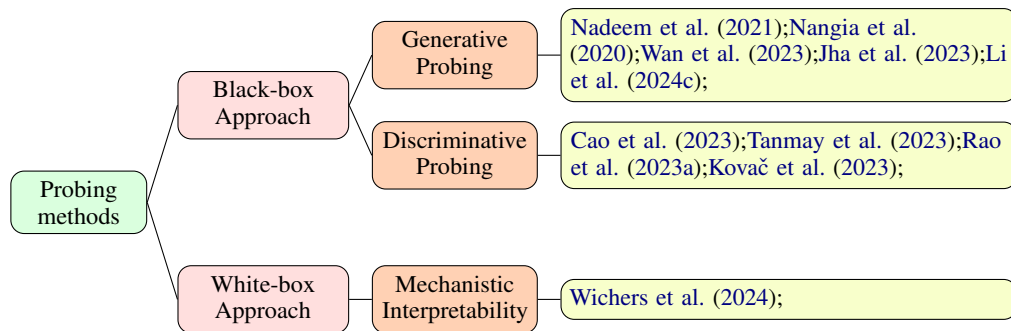 Probing
methods
Black-box
Approach
Generative
Probing
Nadeem et al. (2021);Nangia et al.
(2020);Wan et al. (2023);Jha et al. (2023);Li
et al. (2024c);
Discriminative
Probing
Cao et al. (2023);Tanmay et al. (2023);Rao
et al. (2023a);Kovač et al. (2023);
White-box
Approach
Mechanistic
Interpretability
Wichers et al. (2024);